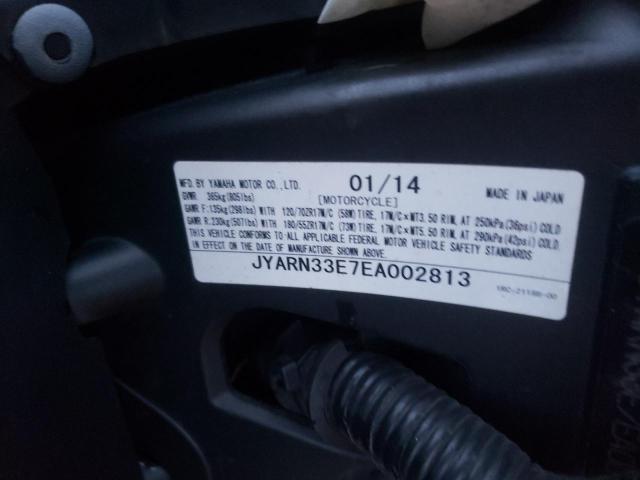 MFD. BY YAMAHA MOTOR CO., LTD. 01/14 MADE IN JAPAN
GVWR 365kg(805lbs) [MOTORCYCLE]
GAWR F:135kg(298lbs) WITH 120/70ZR17M/C (58W) TIRE, 17M/C×MT3.50 RIM, AT 250kPa(36psi) COLD
GAWR R:230kg(507lbs) WITH 180/55ZR17M/C (73W) TIRE, 17M/C×MT5.50 RIM, AT 290kPa(42psi) COLD
THIS VEHICLE CONFORMS TO ALL APPLICABLE FEDERAL MOTOR VEHICLE SAFETY STANDARDS
IN EFFECT ON THE DATE OF MANUFACTURE SHOWN ABOVE.
JYARN33E7EA002813